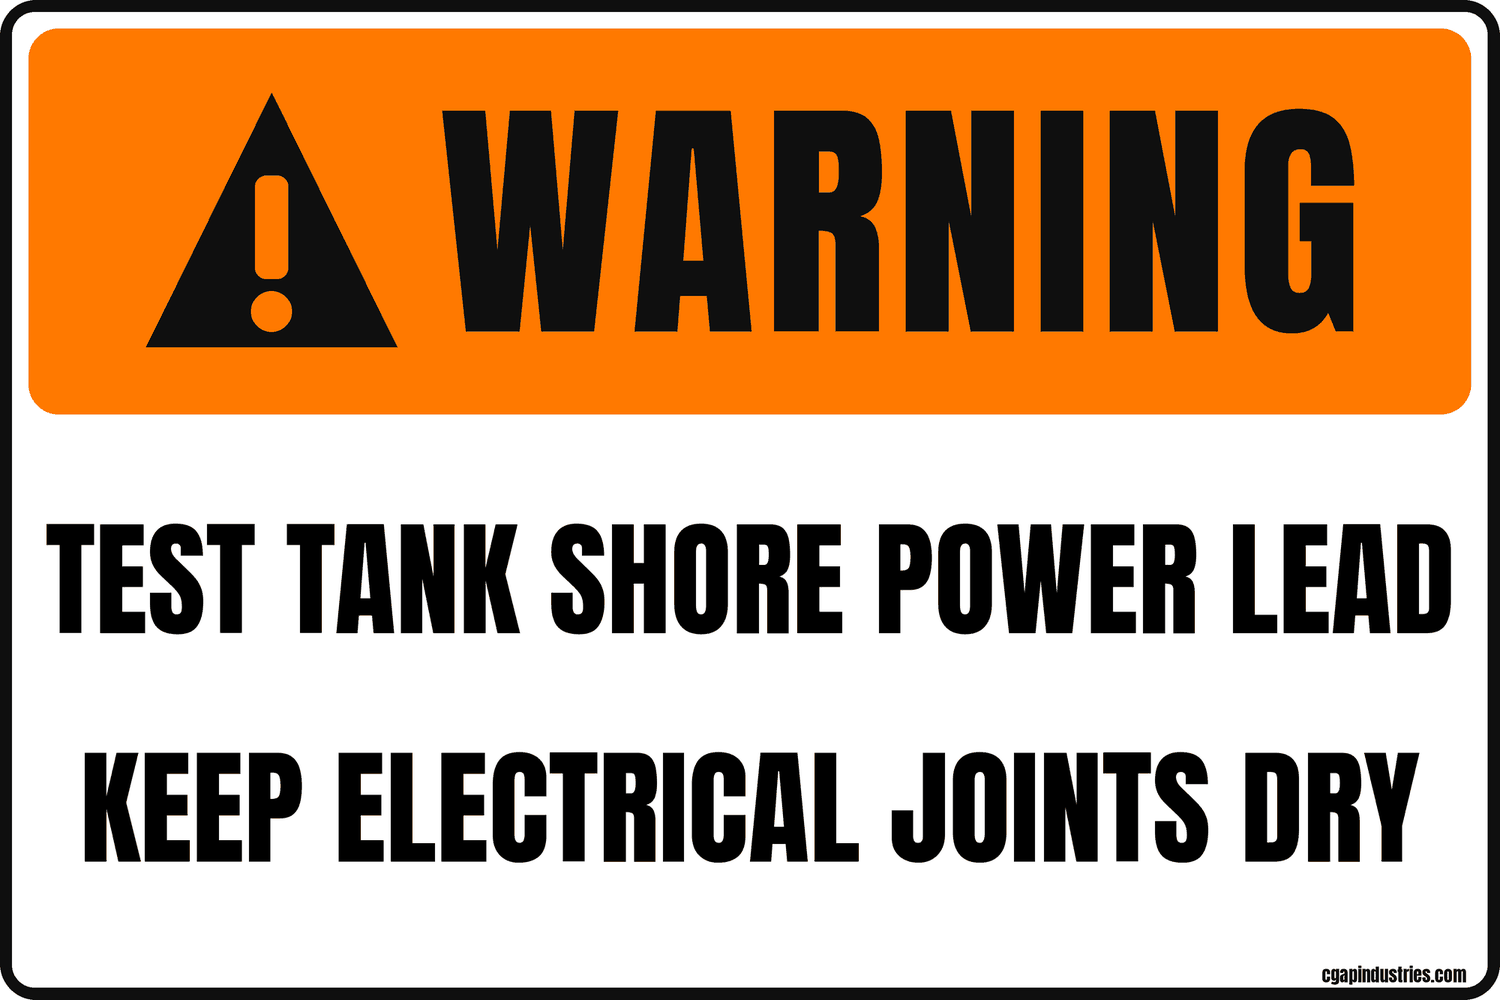 WARNING
TEST TANK SHORE POWER LEAD
KEEP ELECTRICAL JOINTS DRY
cgapindustries.com